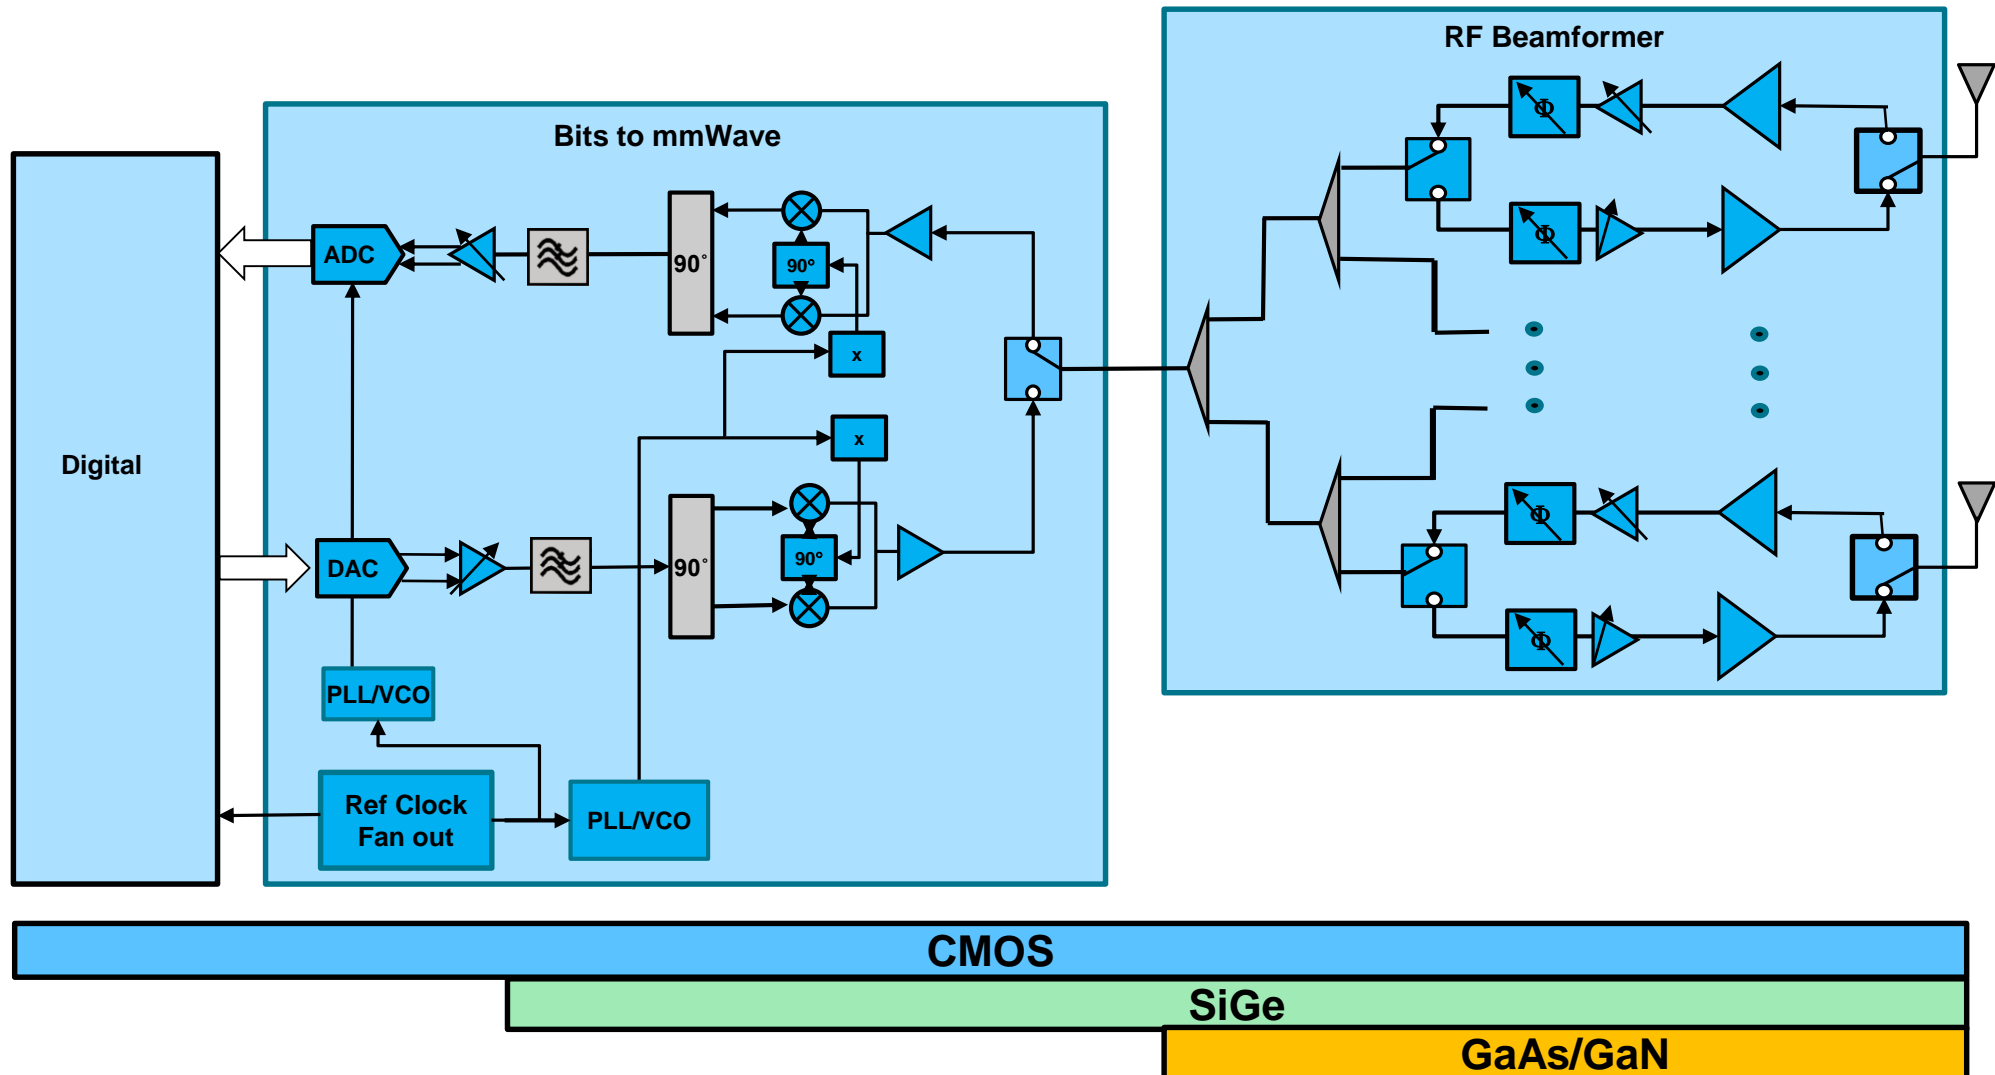 RF Beamformer
Φ
Φ
Bits to mmWave
ADC
90°
90°
x
Digital
x
DAC
90°
90°
Φ
Φ
PLL/VCO
Ref Clock
Fan out
PLL/VCO
CMOS
SiGe
GaAs/GaN